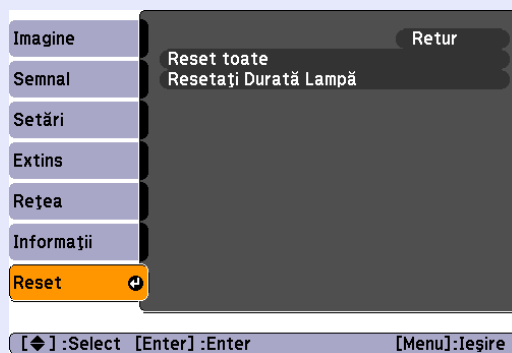 Imagine
Semnal
Setări
Extins
Reţea
Informaţii
Reset
Retur
Reset toate
Resetaţi Durată Lampă
[ ] :Select [Enter] :Enter [Menu]:Ieşire